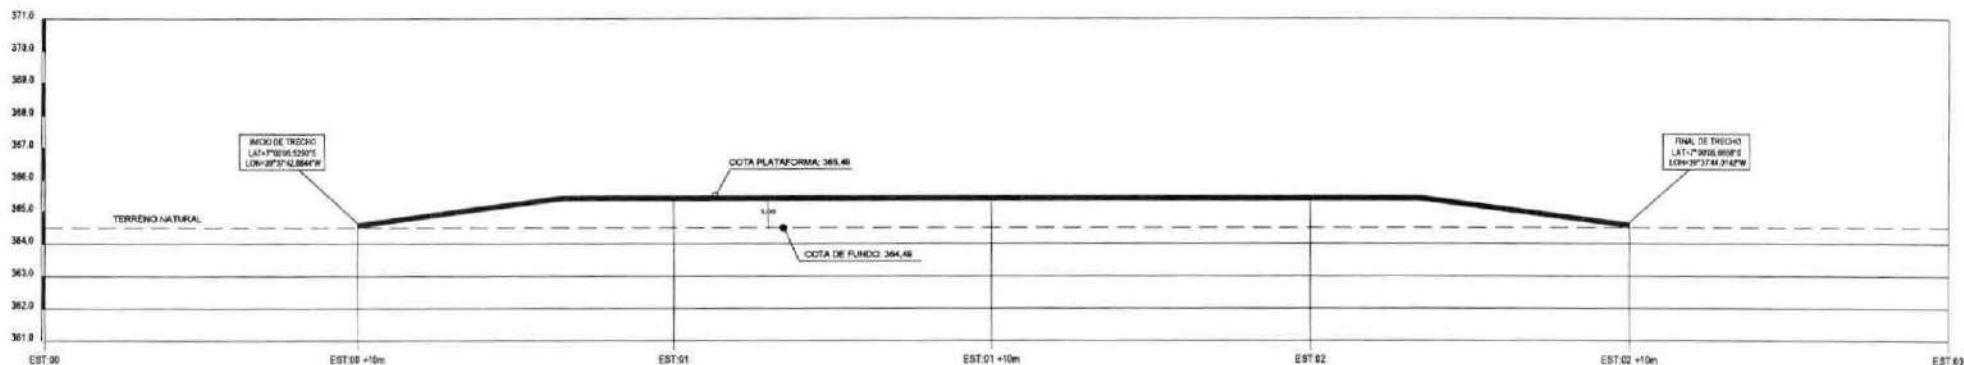 371.0
370.0
369.0
368.0
367.0
366.0
365.0
364.0
363.0
362.0
361.0
INICIO DE TRECHO
FINAL DE TRECHO
COTA PLATAFORMA: 365,49
TERRENO NATURAL
1,00
COTA DE FUNDO: 364,49
EST:00
EST:00 +10m
EST:01
EST:01 +10m
EST:02
EST:02 +10m
EST:03